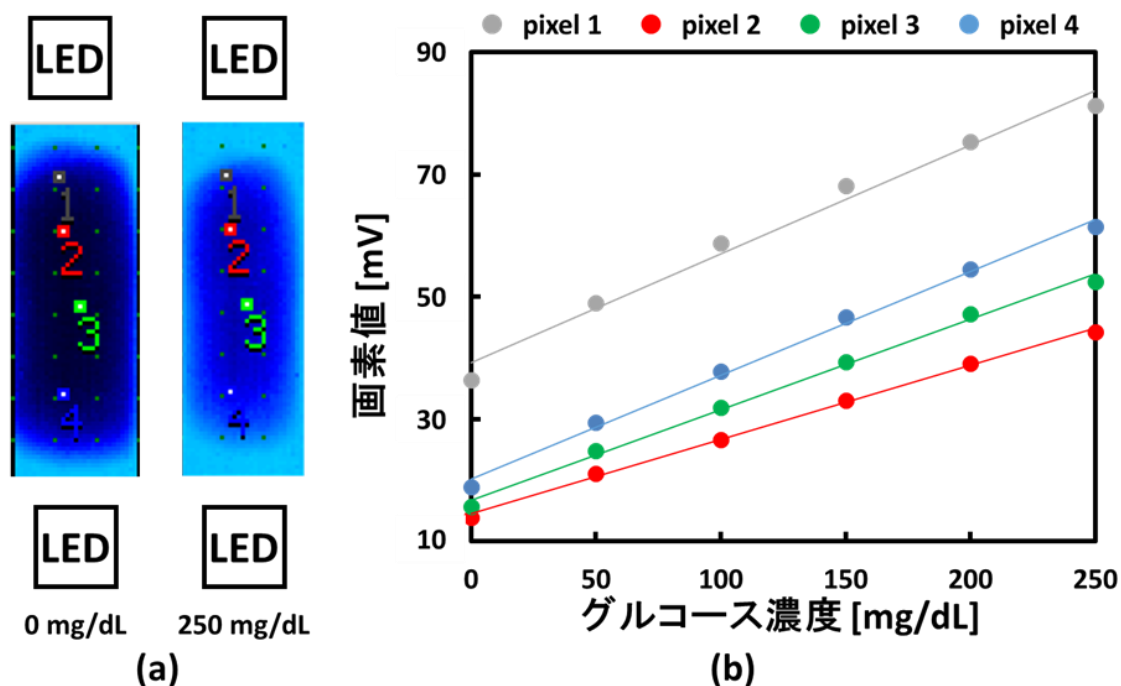 LED
LED
1
2
3
4
1
2
3
4
LED
LED
0 mg/dL
250 mg/dL
(a)
pixel 1
pixel 2
pixel 3
pixel 4
90
70
50
30
10
画素値 [mV]
0
50
100
150
200
250
グルコース濃度 [mg/dL]
(b)